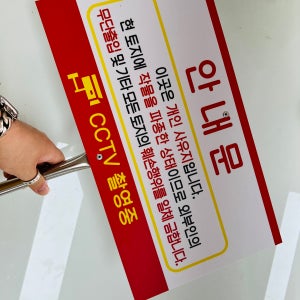 안내문
이곳은 개인 사유지입니다.
현 토지에 작물을 파종한 상태이므로 외부인의
무단출입 및 기타 모든 토지의 훼손행위를 일체 금합니다.
CCTV 촬영중